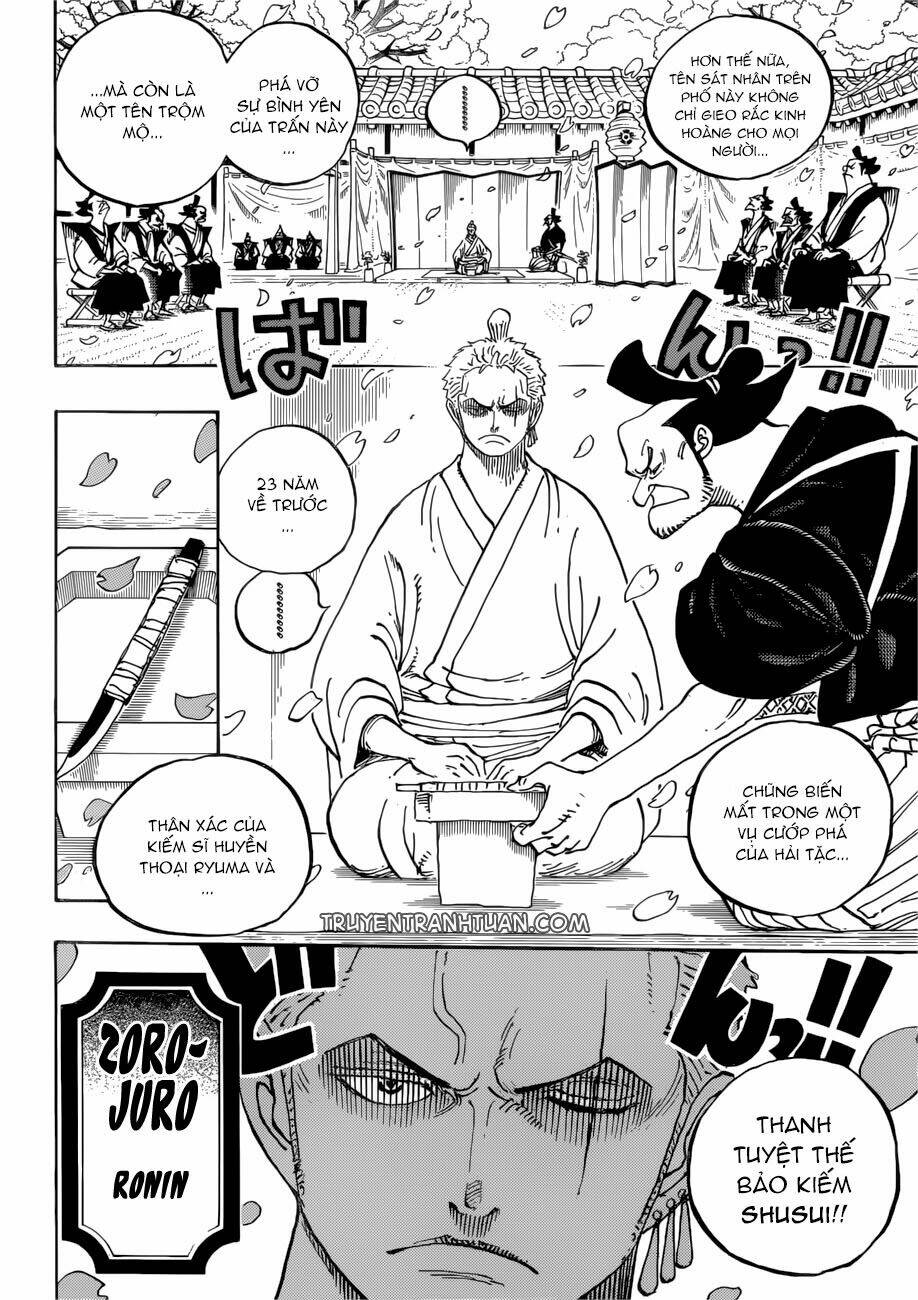 HƠN THẾ NỮA,
TÊN SÁT NHÂN TRÊN
PHỐ NÀY KHÔNG
CHỈ GIEO RẮC KINH
HOÀNG CHO MỌI
NGƯỜI...
PHÁ VỠ
SỰ BÌNH YÊN
CỦA TRẤN NÀY
...
...MÀ CÒN LÀ
MỘT TÊN TRỘM
MỘ...
ばんっ!!
23 NĂM
VỀ TRƯỚC
...
CHŨNG BIẾN
MẤT TRONG MỘT
VỤ CƯỚP PHÁ
CỦA HẢI TẶC...
THÂN XÁC CỦA
KIẾM SĨ HUYỀN
THOẠI RYUMA VÀ
...
TRUYENTRANHTUAN.COM
どんっ!!
THANH
TUYỆT THẾ
BẢO KIẾM
SHUSUI!!
ZORO-
JURO
RONIN